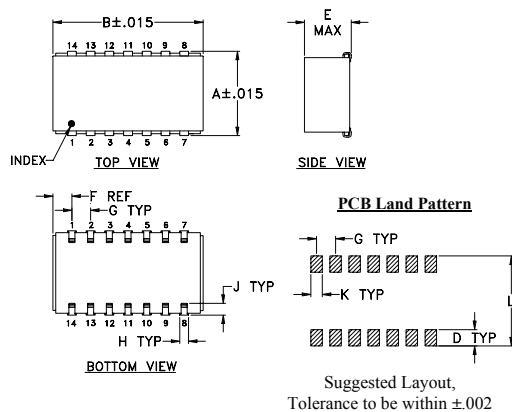 B±.015
14 13 12 11 10 9 8
A±.015
INDEX
1 2 3 4 5 6 7
TOP VIEW
E
MAX
SIDE VIEW
F REF
G TYP
1 2 3 4 5 6 7
J TYP
14 13 12 11 10 9 8
H TYP
BOTTOM VIEW
PCB Land Pattern
G TYP
K TYP
L
D TYP
Suggested Layout,
Tolerance to be within ±.002